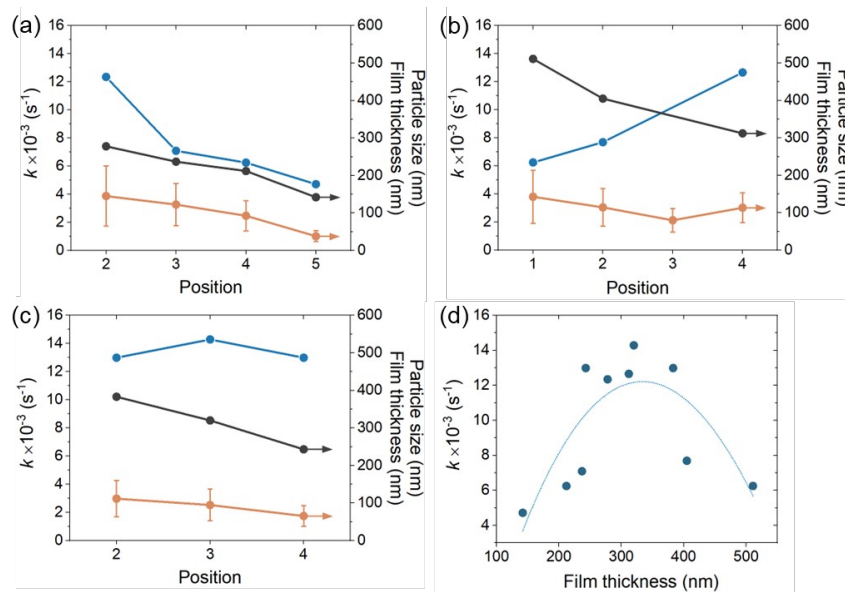 (a)
16
14
12
10
8
6
4
2
0
k ×10⁻³ (s⁻¹)
600
500
400
300
200
100
0
Particle size (nm)
Film thickness (nm)
2 3 4 5
Position
(b)
16
14
12
10
8
6
4
2
0
k ×10⁻³ (s⁻¹)
600
500
400
300
200
100
0
Particle size (nm)
Film thickness (nm)
1 2 3 4
Position
(c)
16
14
12
10
8
6
4
2
0
k ×10⁻³ (s⁻¹)
600
500
400
300
200
100
0
Particle size (nm)
Film thickness (nm)
2 3 4
Position
(d)
16
14
12
10
8
6
4
k ×10⁻³ (s⁻¹)
100 200 300 400 500
Film thickness (nm)